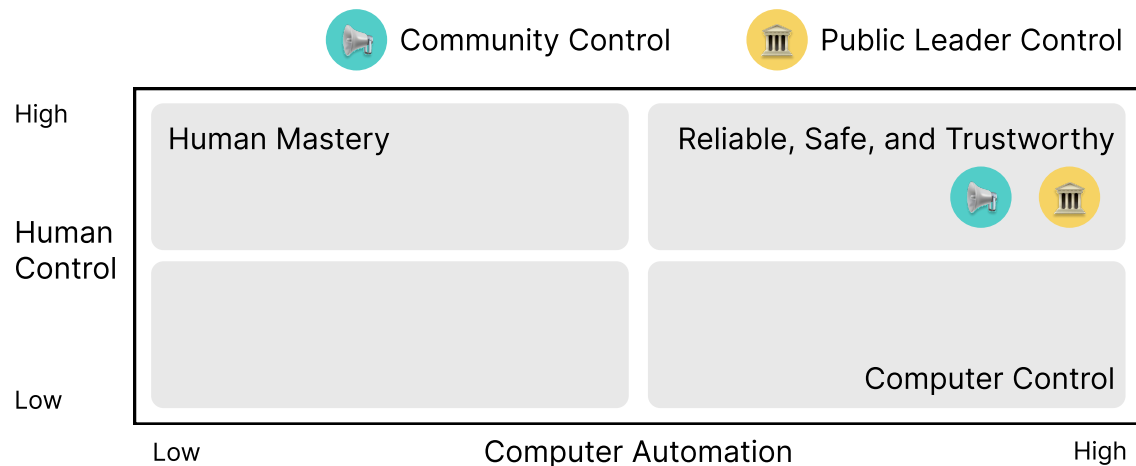 Community Control
Public Leader Control
High
Human Mastery
Reliable, Safe, and Trustworthy
Human
Control
Computer Control
Low
Low
Computer Automation
High